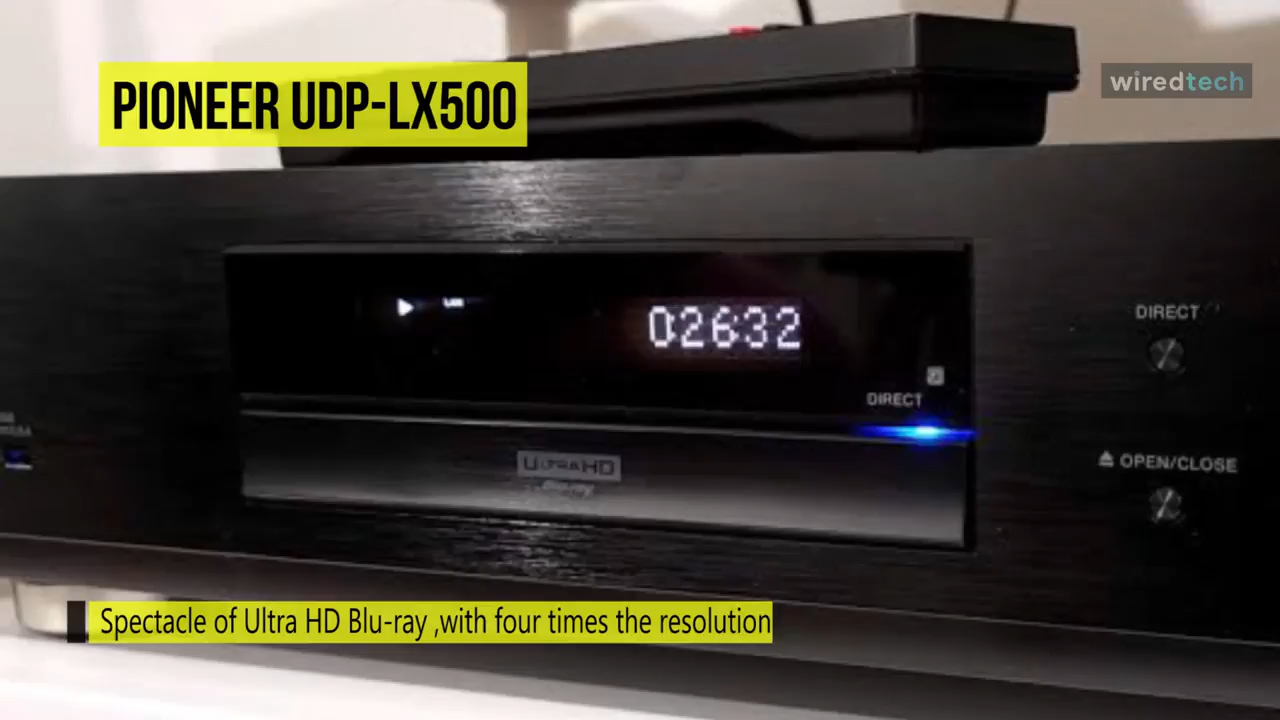 PIONEER UDP-LX500
wiredtech
02632
DIRECT
DIRECT
OPEN/CLOSE
ULTRA HD
Blu-ray
Spectacle of Ultra HD Blu-ray ,with four times the resolution